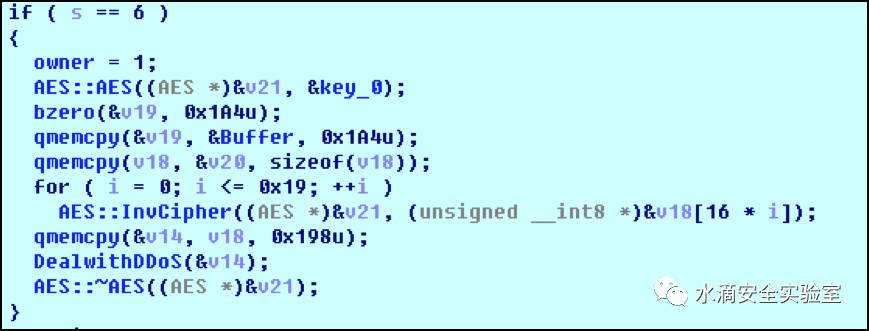 if ( s == 6 )
{
owner = 1;
AES::AES((AES *)&v21, &key_0);
bzero(&v19, 0x1A4u);
qmemcpy(&v19, &Buffer, 0x1A4u);
qmemcpy(v18, &v20, sizeof(v18));
for ( i = 0; i <= 0x19; ++i )
AES::InvCipher((AES *)&v21, (unsigned __int8 *)&v18[16 * i]);
qmemcpy(&v14, v18, 0x198u);
DealwithDDoS(&v14);
AES::~AES((AES *)&v21);
}
水滴安全实验室